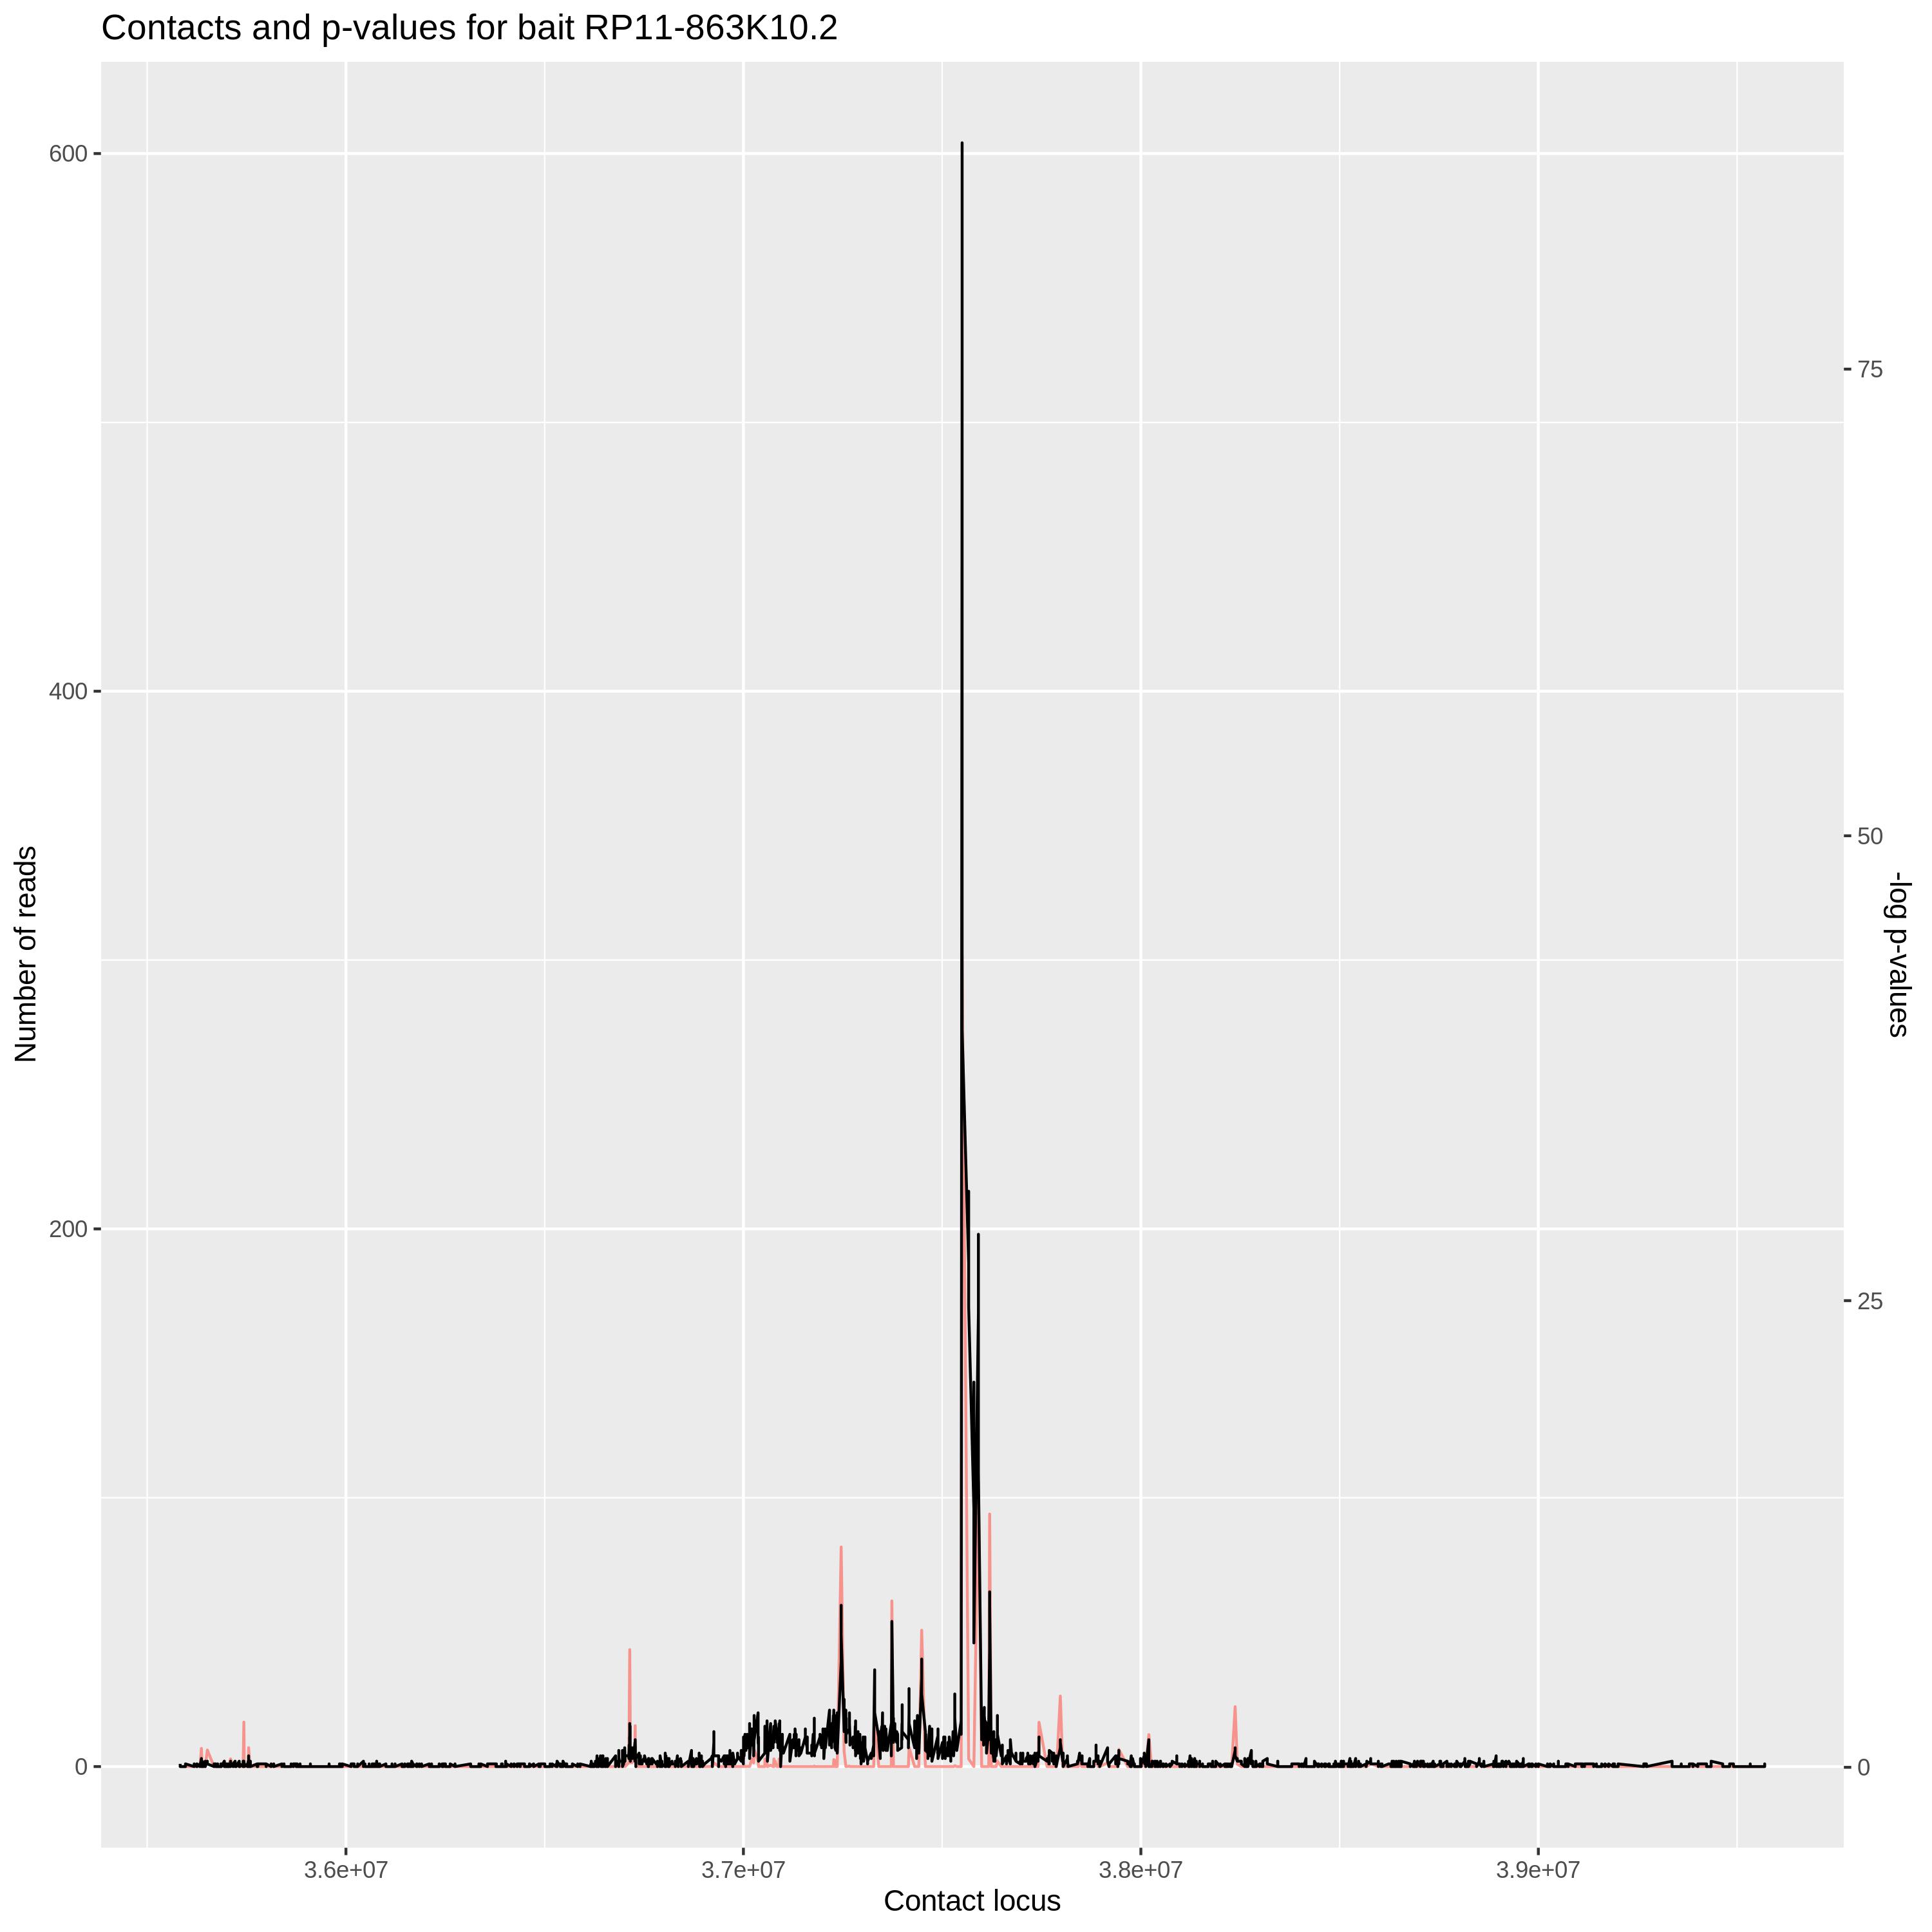 Contacts and p-values for bait RP11-863K10.2
600
400
200
0
Number of reads
75
50
25
0
-log p-values
3.6e+07
3.7e+07
3.8e+07
3.9e+07
Contact locus